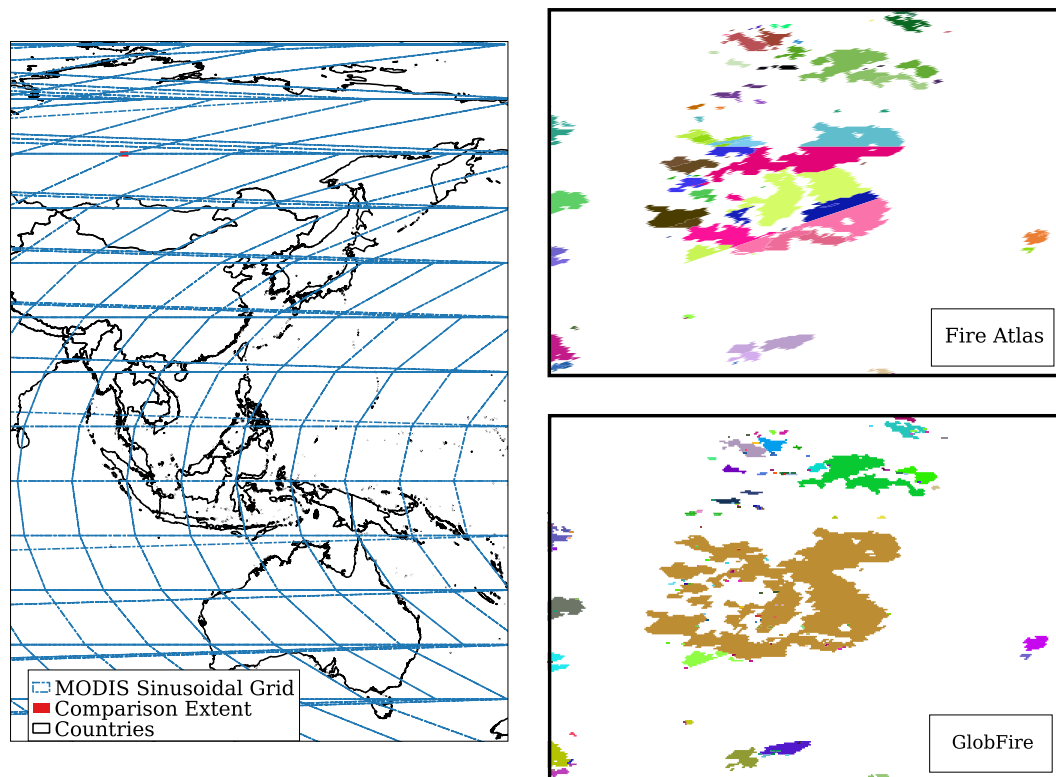 MODIS Sinusoidal Grid
Comparison Extent
Countries
Fire Atlas
GlobFire